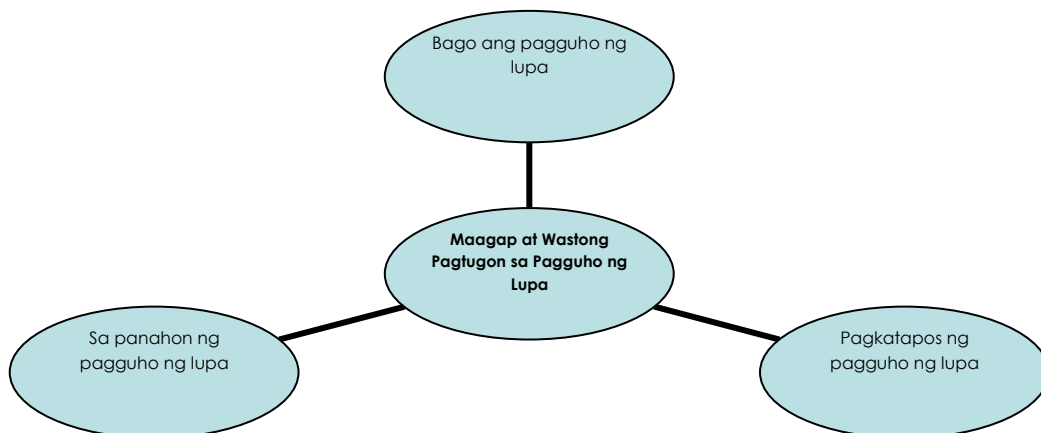 Bago ang pagguho ng
lupa
Maagap at Wastong
Pagtugon sa Pagguho ng
Lupa
Sa panahon ng
pagguho ng lupa
Pagkatapos ng
pagguho ng lupa